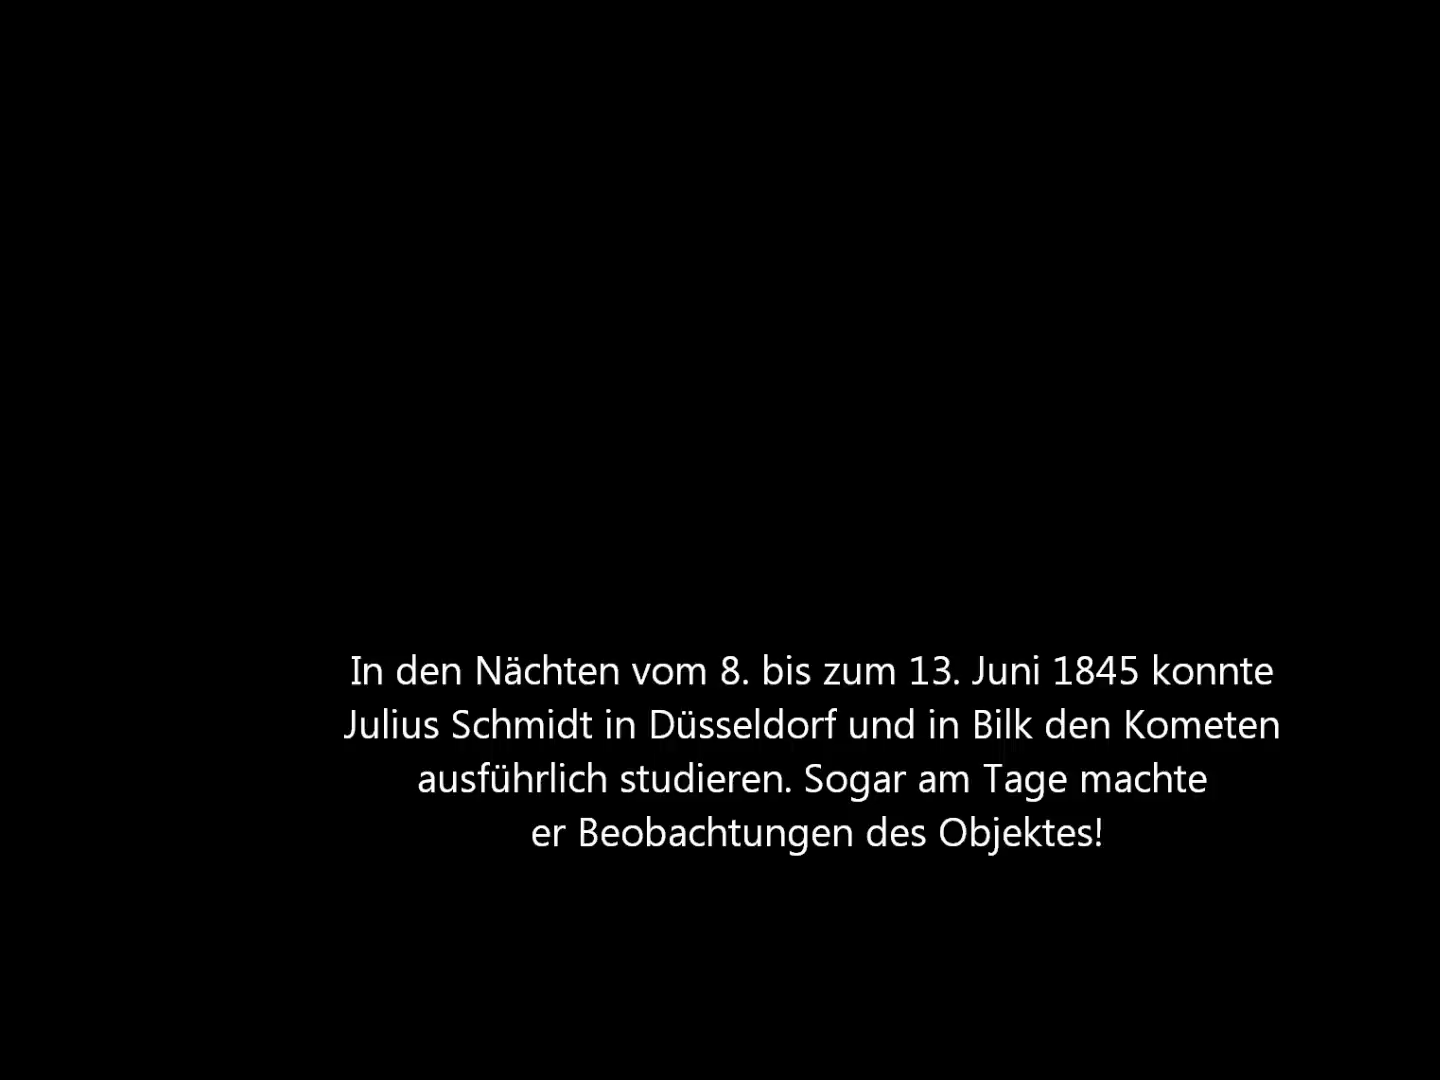 In den Nächten vom 8. bis zum 13. Juni 1845 konnte
Julius Schmidt in Düsseldorf und in Bilk den Kometen
ausführlich studieren. Sogar am Tage machte
er Beobachtungen des Objektes!